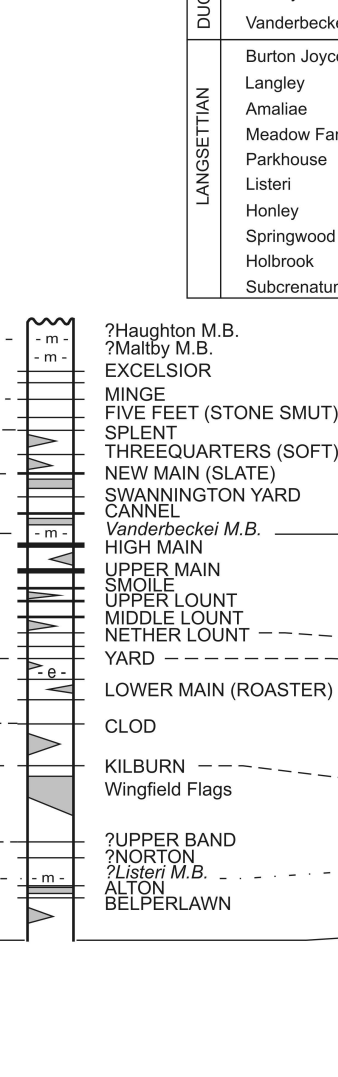 DUC
Vanderbecke
LANGSETTIAN
Burton Joyce
Langley
Amaliae
Meadow Far
Parkhouse
Listeri
Honley
Springwood
Holbrook
Subcrenatum
- m -
- m -
?Haughton M.B.
?Maltby M.B.
EXCELSIOR
MINGE
FIVE FEET (STONE SMUT)
SPLENT
THREEQUARTERS (SOFT)
NEW MAIN (SLATE)
SWANNINGTON YARD
CANNEL
- m -
Vanderbeckei M.B.
HIGH MAIN
UPPER MAIN
SMOILE
UPPER LOUNT
MIDDLE LOUNT
NETHER LOUNT
YARD
- e -
LOWER MAIN (ROASTER)
CLOD
KILBURN
Wingfield Flags
?UPPER BAND
?NORTON
- m -
?Listeri M.B.
ALTON
BELPERLAWN